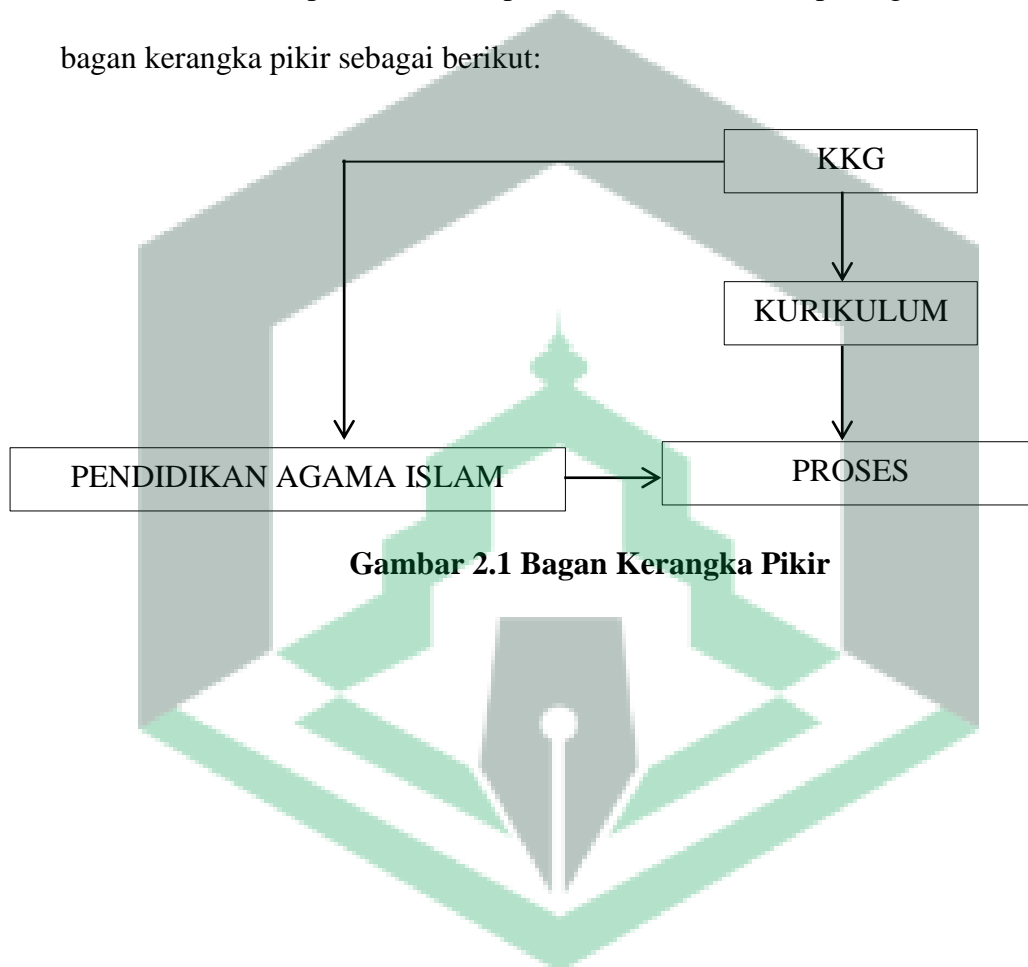 bagan kerangka pikir sebagai berikut:
KKG
KURIKULUM
PENDIDIKAN AGAMA ISLAM
PROSES
Gambar 2.1 Bagan Kerangka Pikir